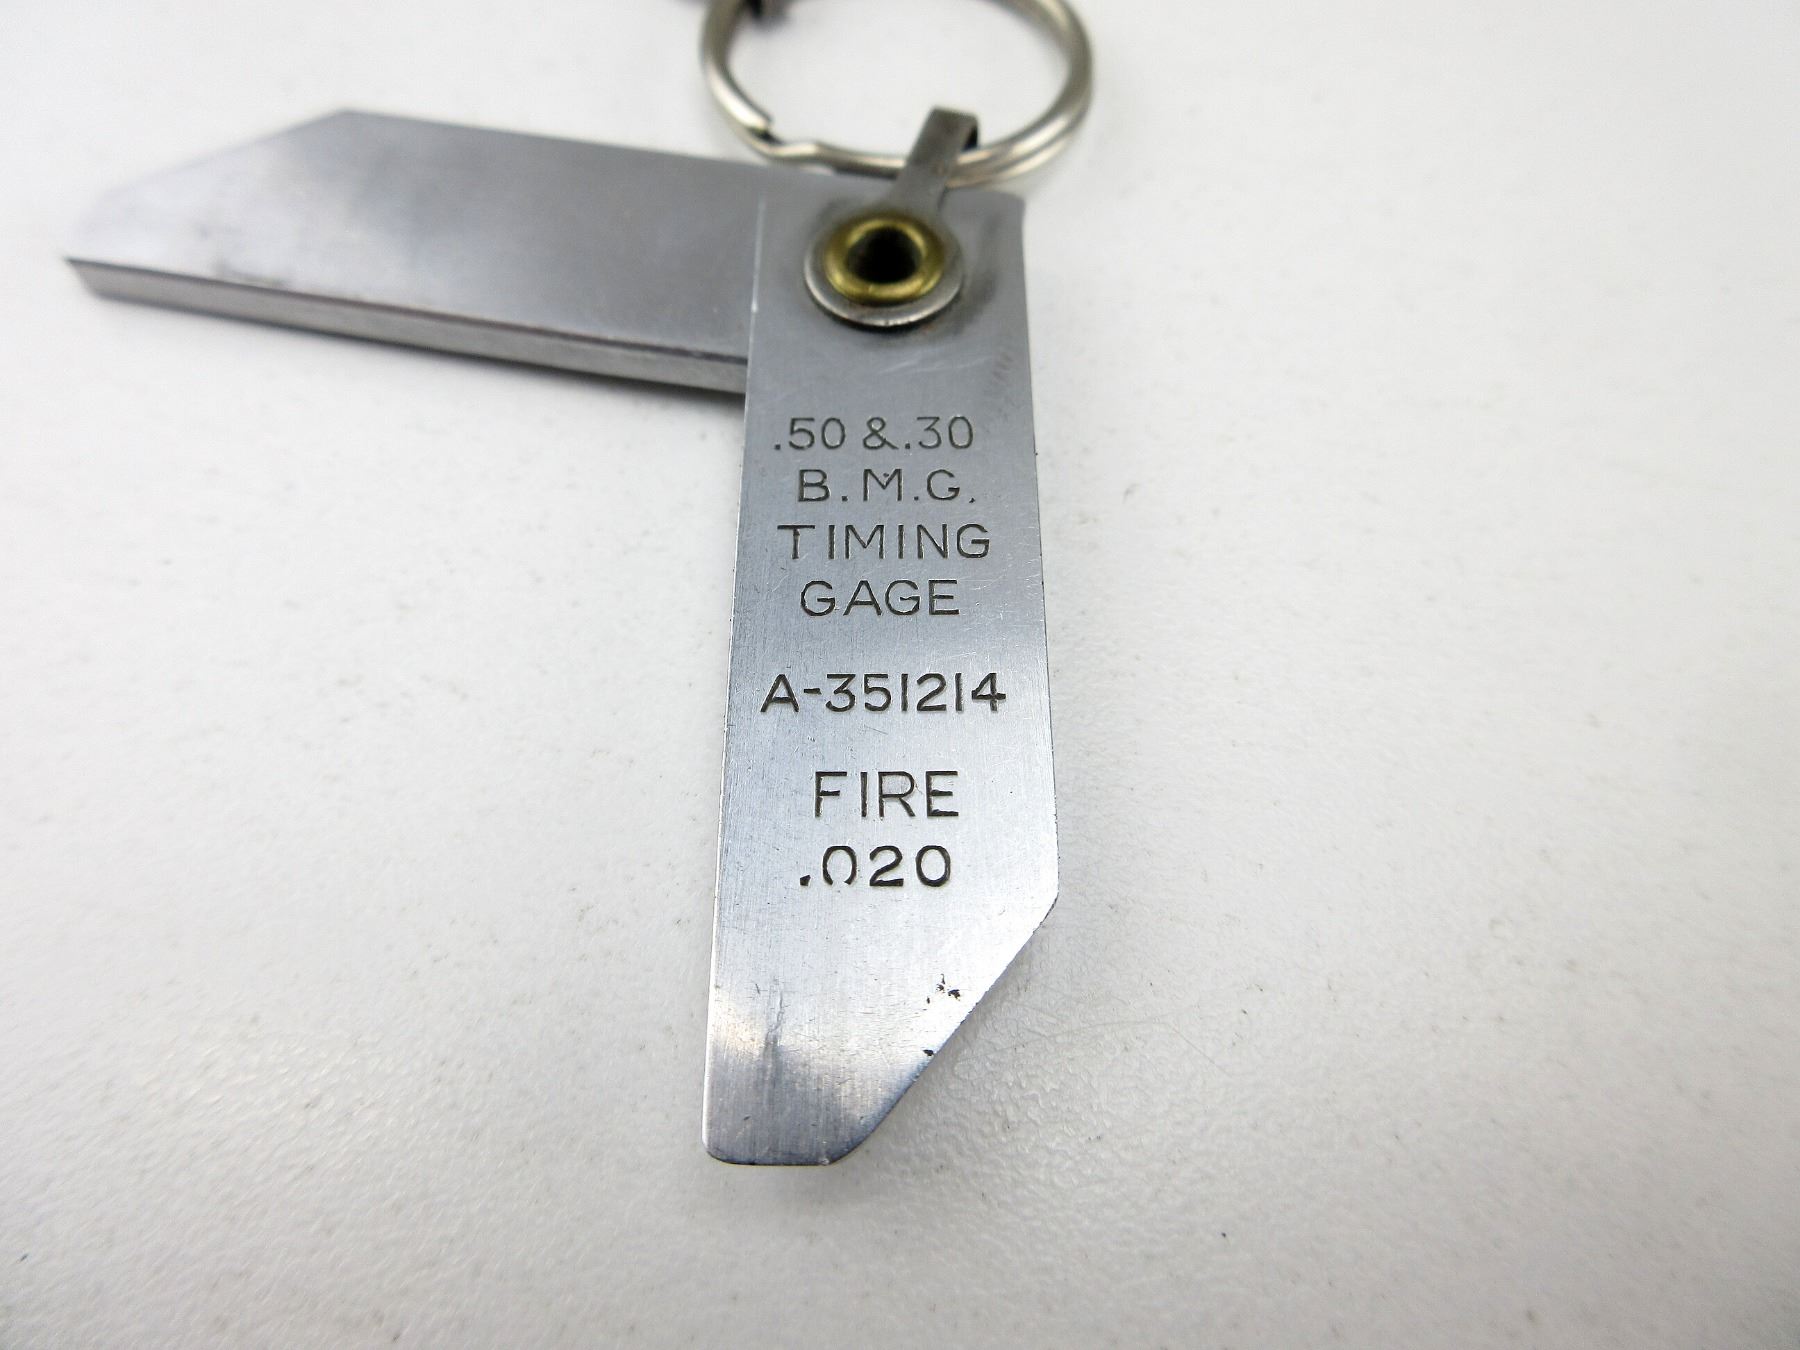 .50 & .30
B.M.G.
TIMING
GAGE
A-351214
FIRE
.020